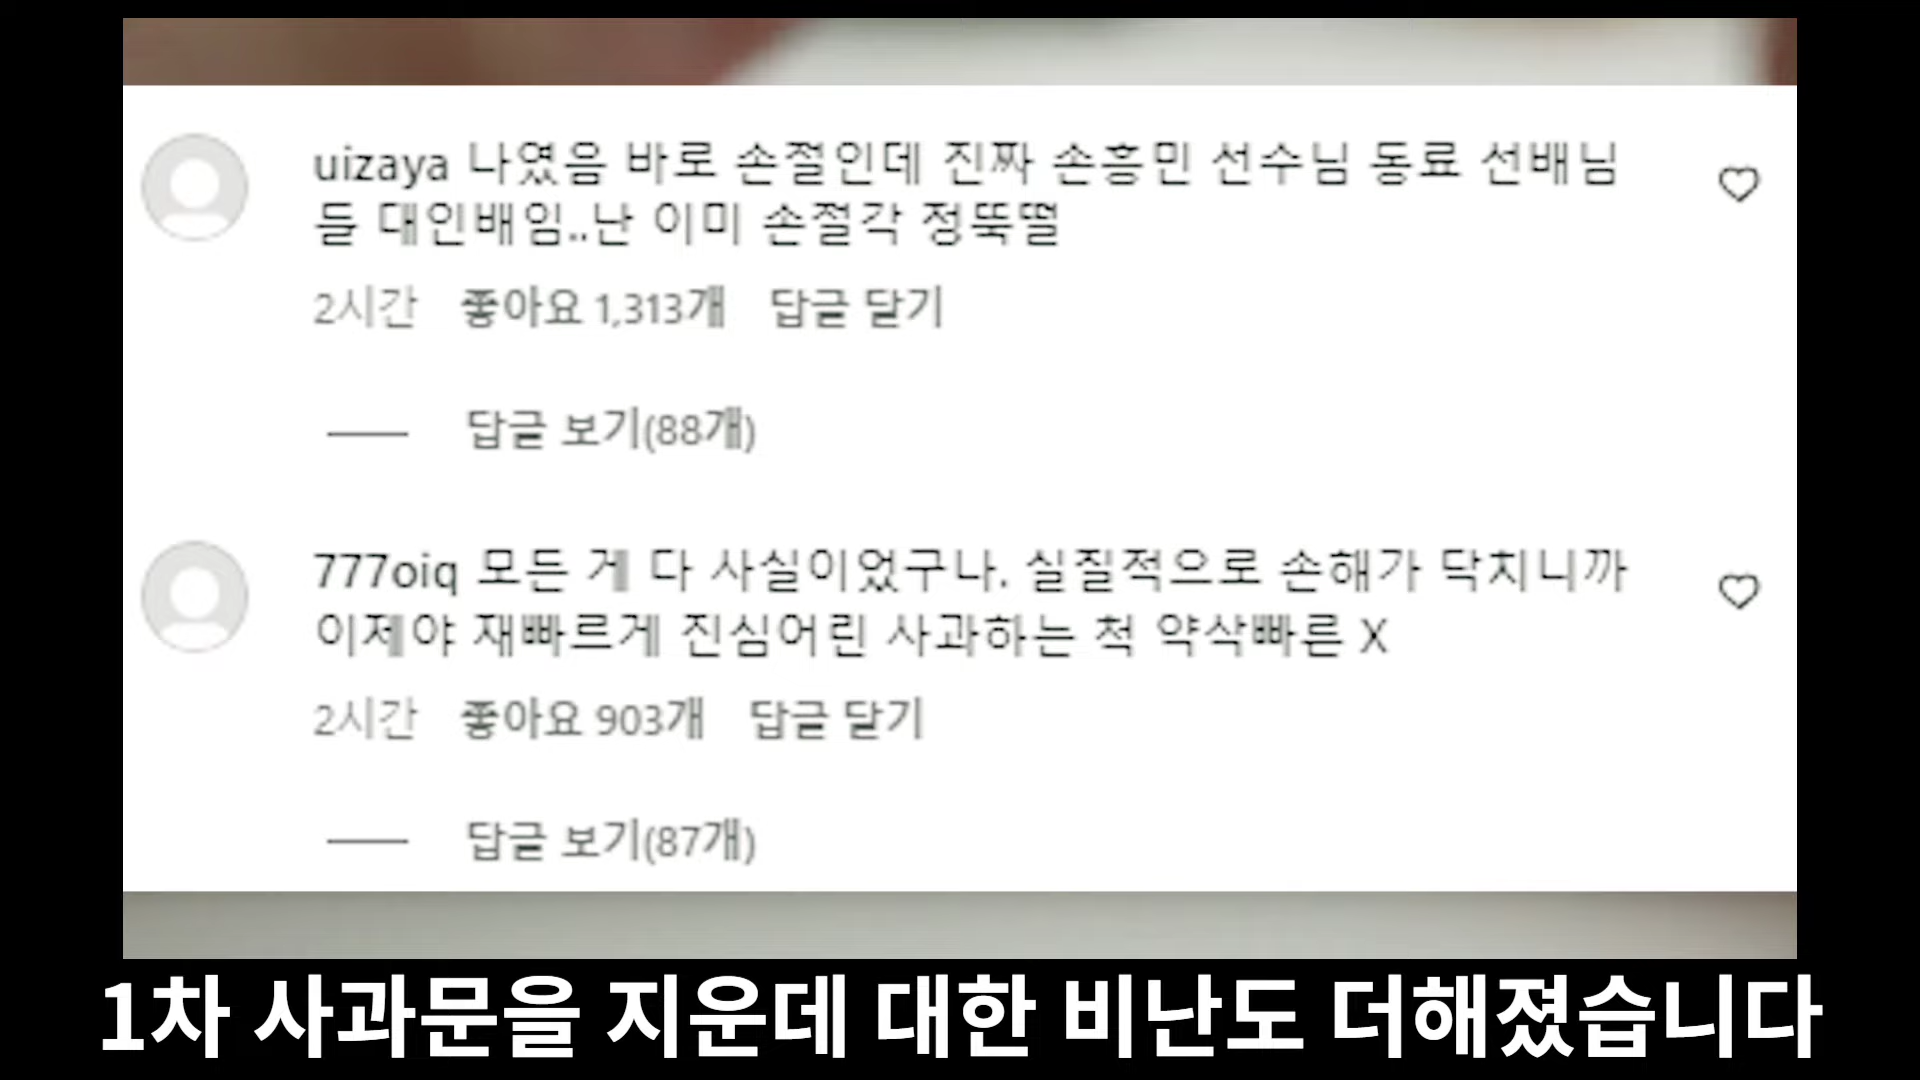 uizaya 나였음 바로 손절인데 진짜 손흥민 선수님 동료 선배님
들 대인배임..난 이미 손절각 정뚝떨
2시간 좋아요 1,313개 답글 달기
답글 보기(88개)
777oiq 모든 게 다 사실이었구나. 실질적으로 손해가 닥치니까
이제야 재빠르게 진심어린 사과하는 척 약삭빠른 X
2시간 좋아요 903개 답글 달기
답글 보기(87개)
1차 사과문을 지운데 대한 비난도 더해졌습니다